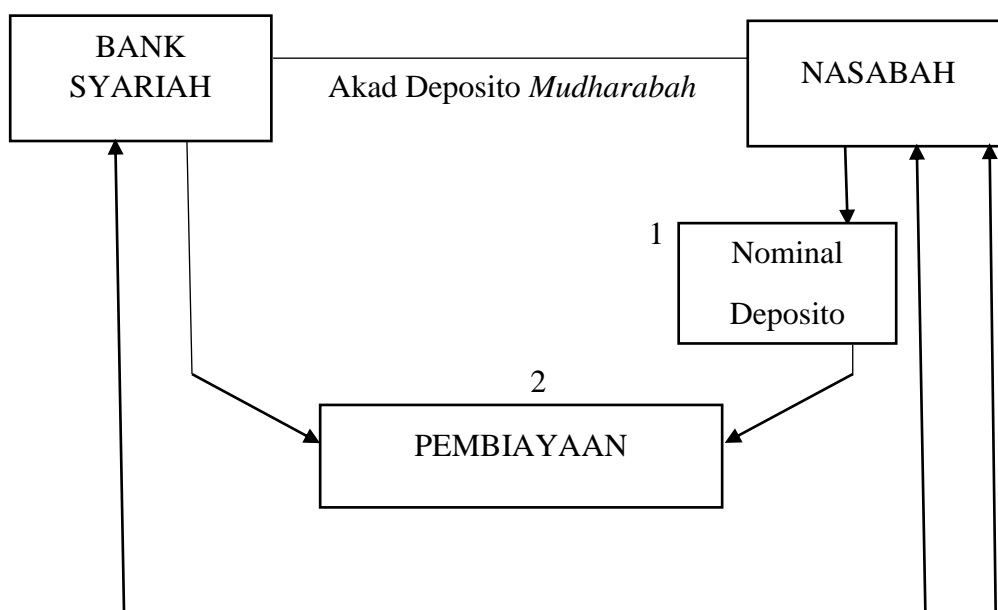 BANK
SYARIAH
Akad Deposito Mudharabah
NASABAH
1
Nominal
Deposito
2
PEMBIAYAAN